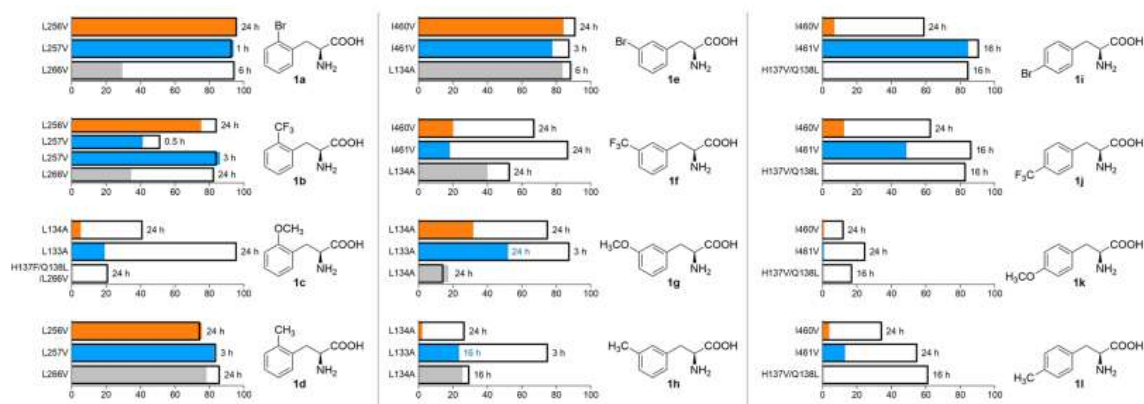 L256V 24 h
L257V 1 h
L266V 6 h
0 20 40 60 80 100
Br
COOH
NH2
1a
L256V 24 h
L257V 0.5 h
L257V 3 h
L266V 24 h
0 20 40 60 80 100
CF3
COOH
NH2
1b
L134A 24 h
L133A 24 h
H137F/Q138L
/L266V 24 h
0 20 40 60 80 100
OCH3
COOH
NH2
1c
L256V 24 h
L257V 3 h
L266V 24 h
0 20 40 60 80 100
CH3
COOH
NH2
1d
I460V 24 h
I461V 3 h
L134A 6 h
0 20 40 60 80 100
Br
COOH
NH2
1e
I460V 24 h
I461V 24 h
L134A 24 h
0 20 40 60 80 100
F3C
COOH
NH2
1f
L134A 24 h
L133A 24 h 3 h
L134A 24 h
0 20 40 60 80 100
H3CO
COOH
NH2
1g
L134A 24 h
L133A 16 h 3 h
L134A 16 h
0 20 40 60 80 100
H3C
COOH
NH2
1h
I460V 24 h
I461V 16 h
H137V/Q138L 16 h
0 20 40 60 80 100
Br
COOH
NH2
1i
I460V 24 h
I461V 16 h
H137V/Q138L 16 h
0 20 40 60 80 100
F3C
COOH
NH2
1j
I460V 24 h
I461V 24 h
H137V/Q138L 16 h
0 20 40 60 80 100
H3CO
COOH
NH2
1k
I460V 24 h
I461V 24 h
H137V/Q138L 16 h
0 20 40 60 80 100
H3C
COOH
NH2
1l